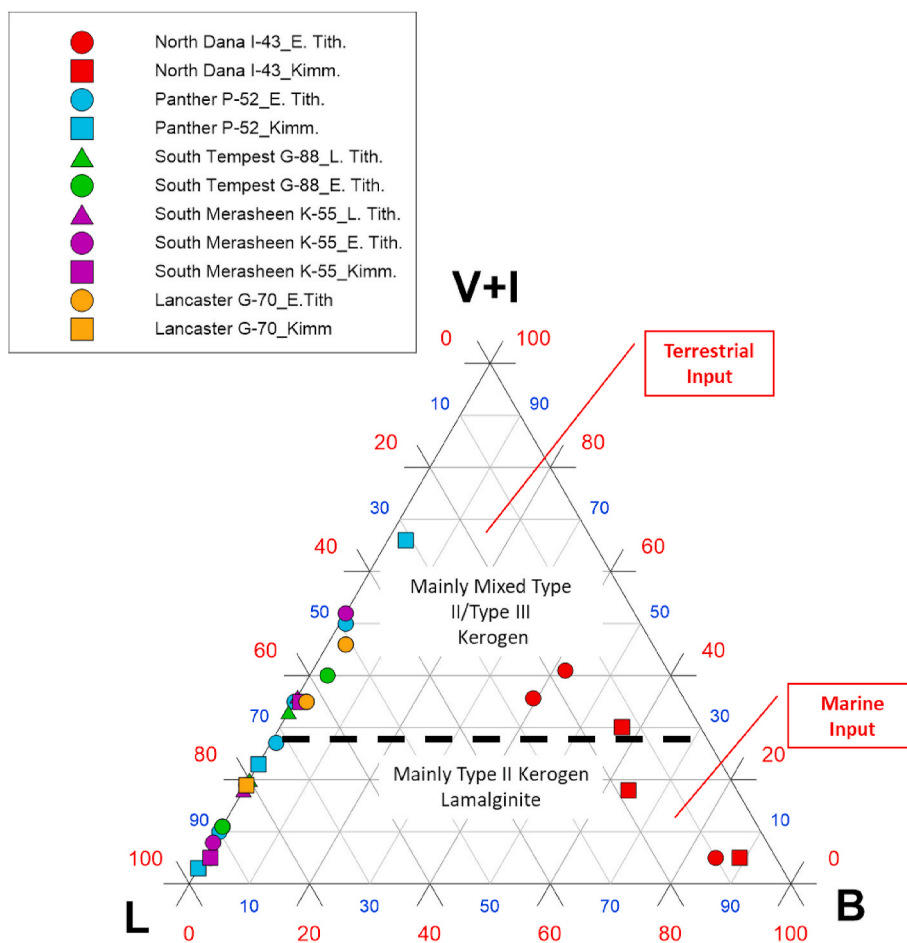 North Dana I-43_E. Tith.
North Dana I-43_Kimm.
Panther P-52_E. Tith.
Panther P-52_Kimm.
South Tempest G-88_L. Tith.
South Tempest G-88_E. Tith.
South Merasheen K-55_L. Tith.
South Merasheen K-55_E. Tith.
South Merasheen K-55_Kimm.
Lancaster G-70_E.Tith
Lancaster G-70_Kimm
V+I
0 100
Terrestrial
Input
10 90
20 80
30 70
40 60
Mainly Mixed Type
II/Type III
Kerogen
50 50
60 40
Marine
Input
70 30
80 20
Mainly Type II Kerogen
Lamalginite
90 10
100 0
L B
10 30 50 70 90
0 20 40 60 80 100